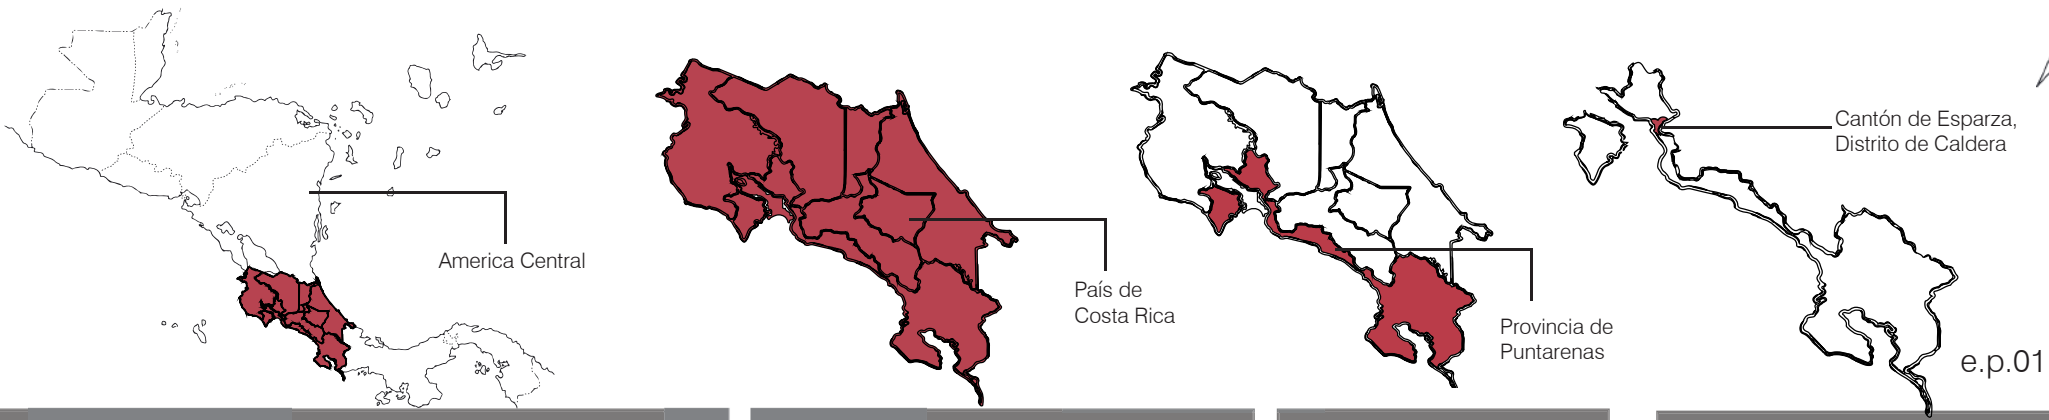 America Central
País de
Costa Rica
Provincia de
Puntarenas
Cantón de Esparza,
Distrito de Caldera
e.p.01